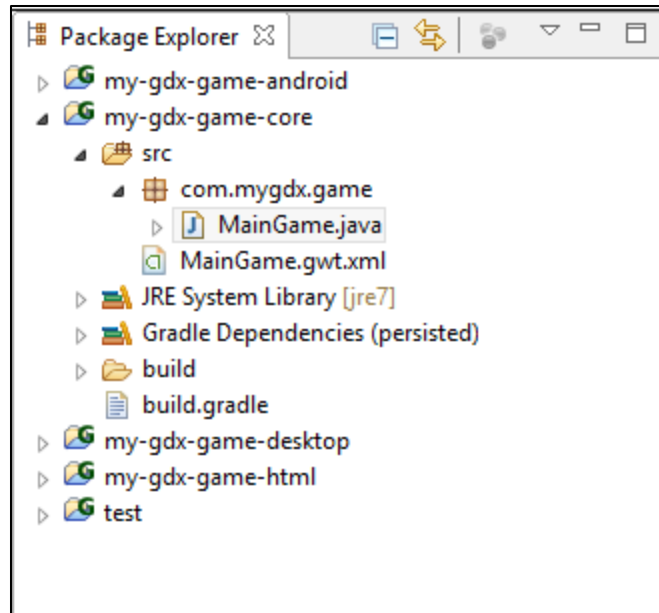 Package Explorer
my-gdx-game-android
my-gdx-game-core
src
com.mygdx.game
MainGame.java
MainGame.gwt.xml
JRE System Library [jre7]
Gradle Dependencies (persisted)
build
build.gradle
my-gdx-game-desktop
my-gdx-game-html
test